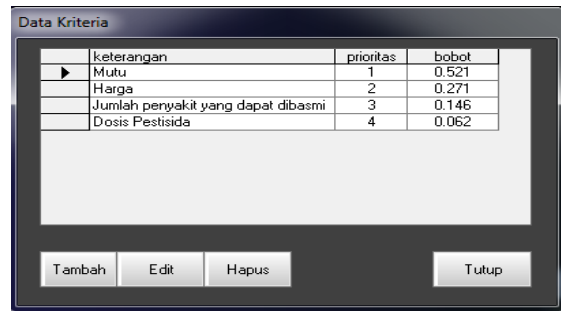 Data Kriteria
keterangan prioritas bobot
Mutu 1 0.521
Harga 2 0.271
Jumlah penyakit yang dapat dibasmi 3 0.146
Dosis Pestisida 4 0.062
Tambah Edit Hapus Tutup